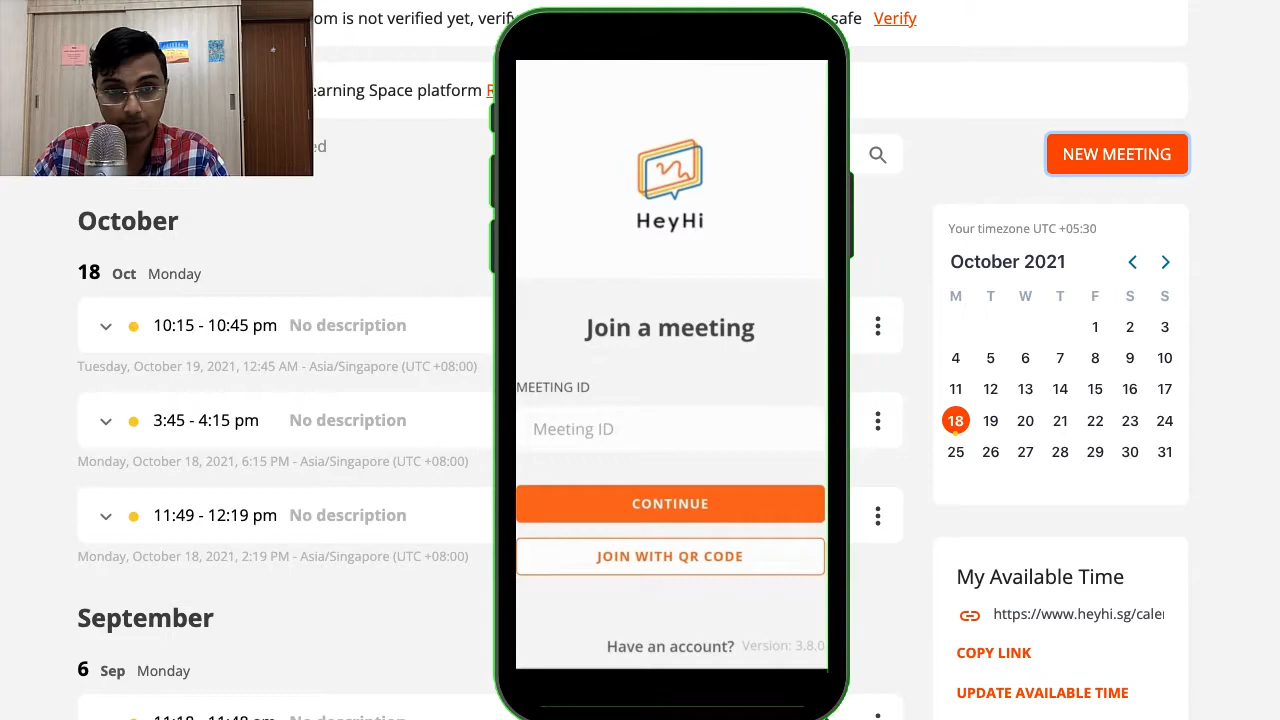 om is not verified yet, verify
safe Verify
earning Space platform
ed
NEW MEETING
October
18 Oct Monday
10:15 - 10:45 pm No description
Tuesday, October 19, 2021, 12:45 AM - Asia/Singapore (UTC +08:00)
3:45 - 4:15 pm No description
Monday, October 18, 2021, 6:15 PM - Asia/Singapore (UTC +08:00)
11:49 - 12:19 pm No description
Monday, October 18, 2021, 2:19 PM - Asia/Singapore (UTC +08:00)
September
6 Sep Monday
HeyHi
Join a meeting
MEETING ID
Meeting ID
CONTINUE
JOIN WITH QR CODE
Have an account? Version: 3.8.0
Your timezone UTC +05:30
October 2021
M T W T F S S
1 2 3
4 5 6 7 8 9 10
11 12 13 14 15 16 17
18 19 20 21 22 23 24
25 26 27 28 29 30 31
My Available Time
https://www.heyhi.sg/cale
COPY LINK
UPDATE AVAILABLE TIME